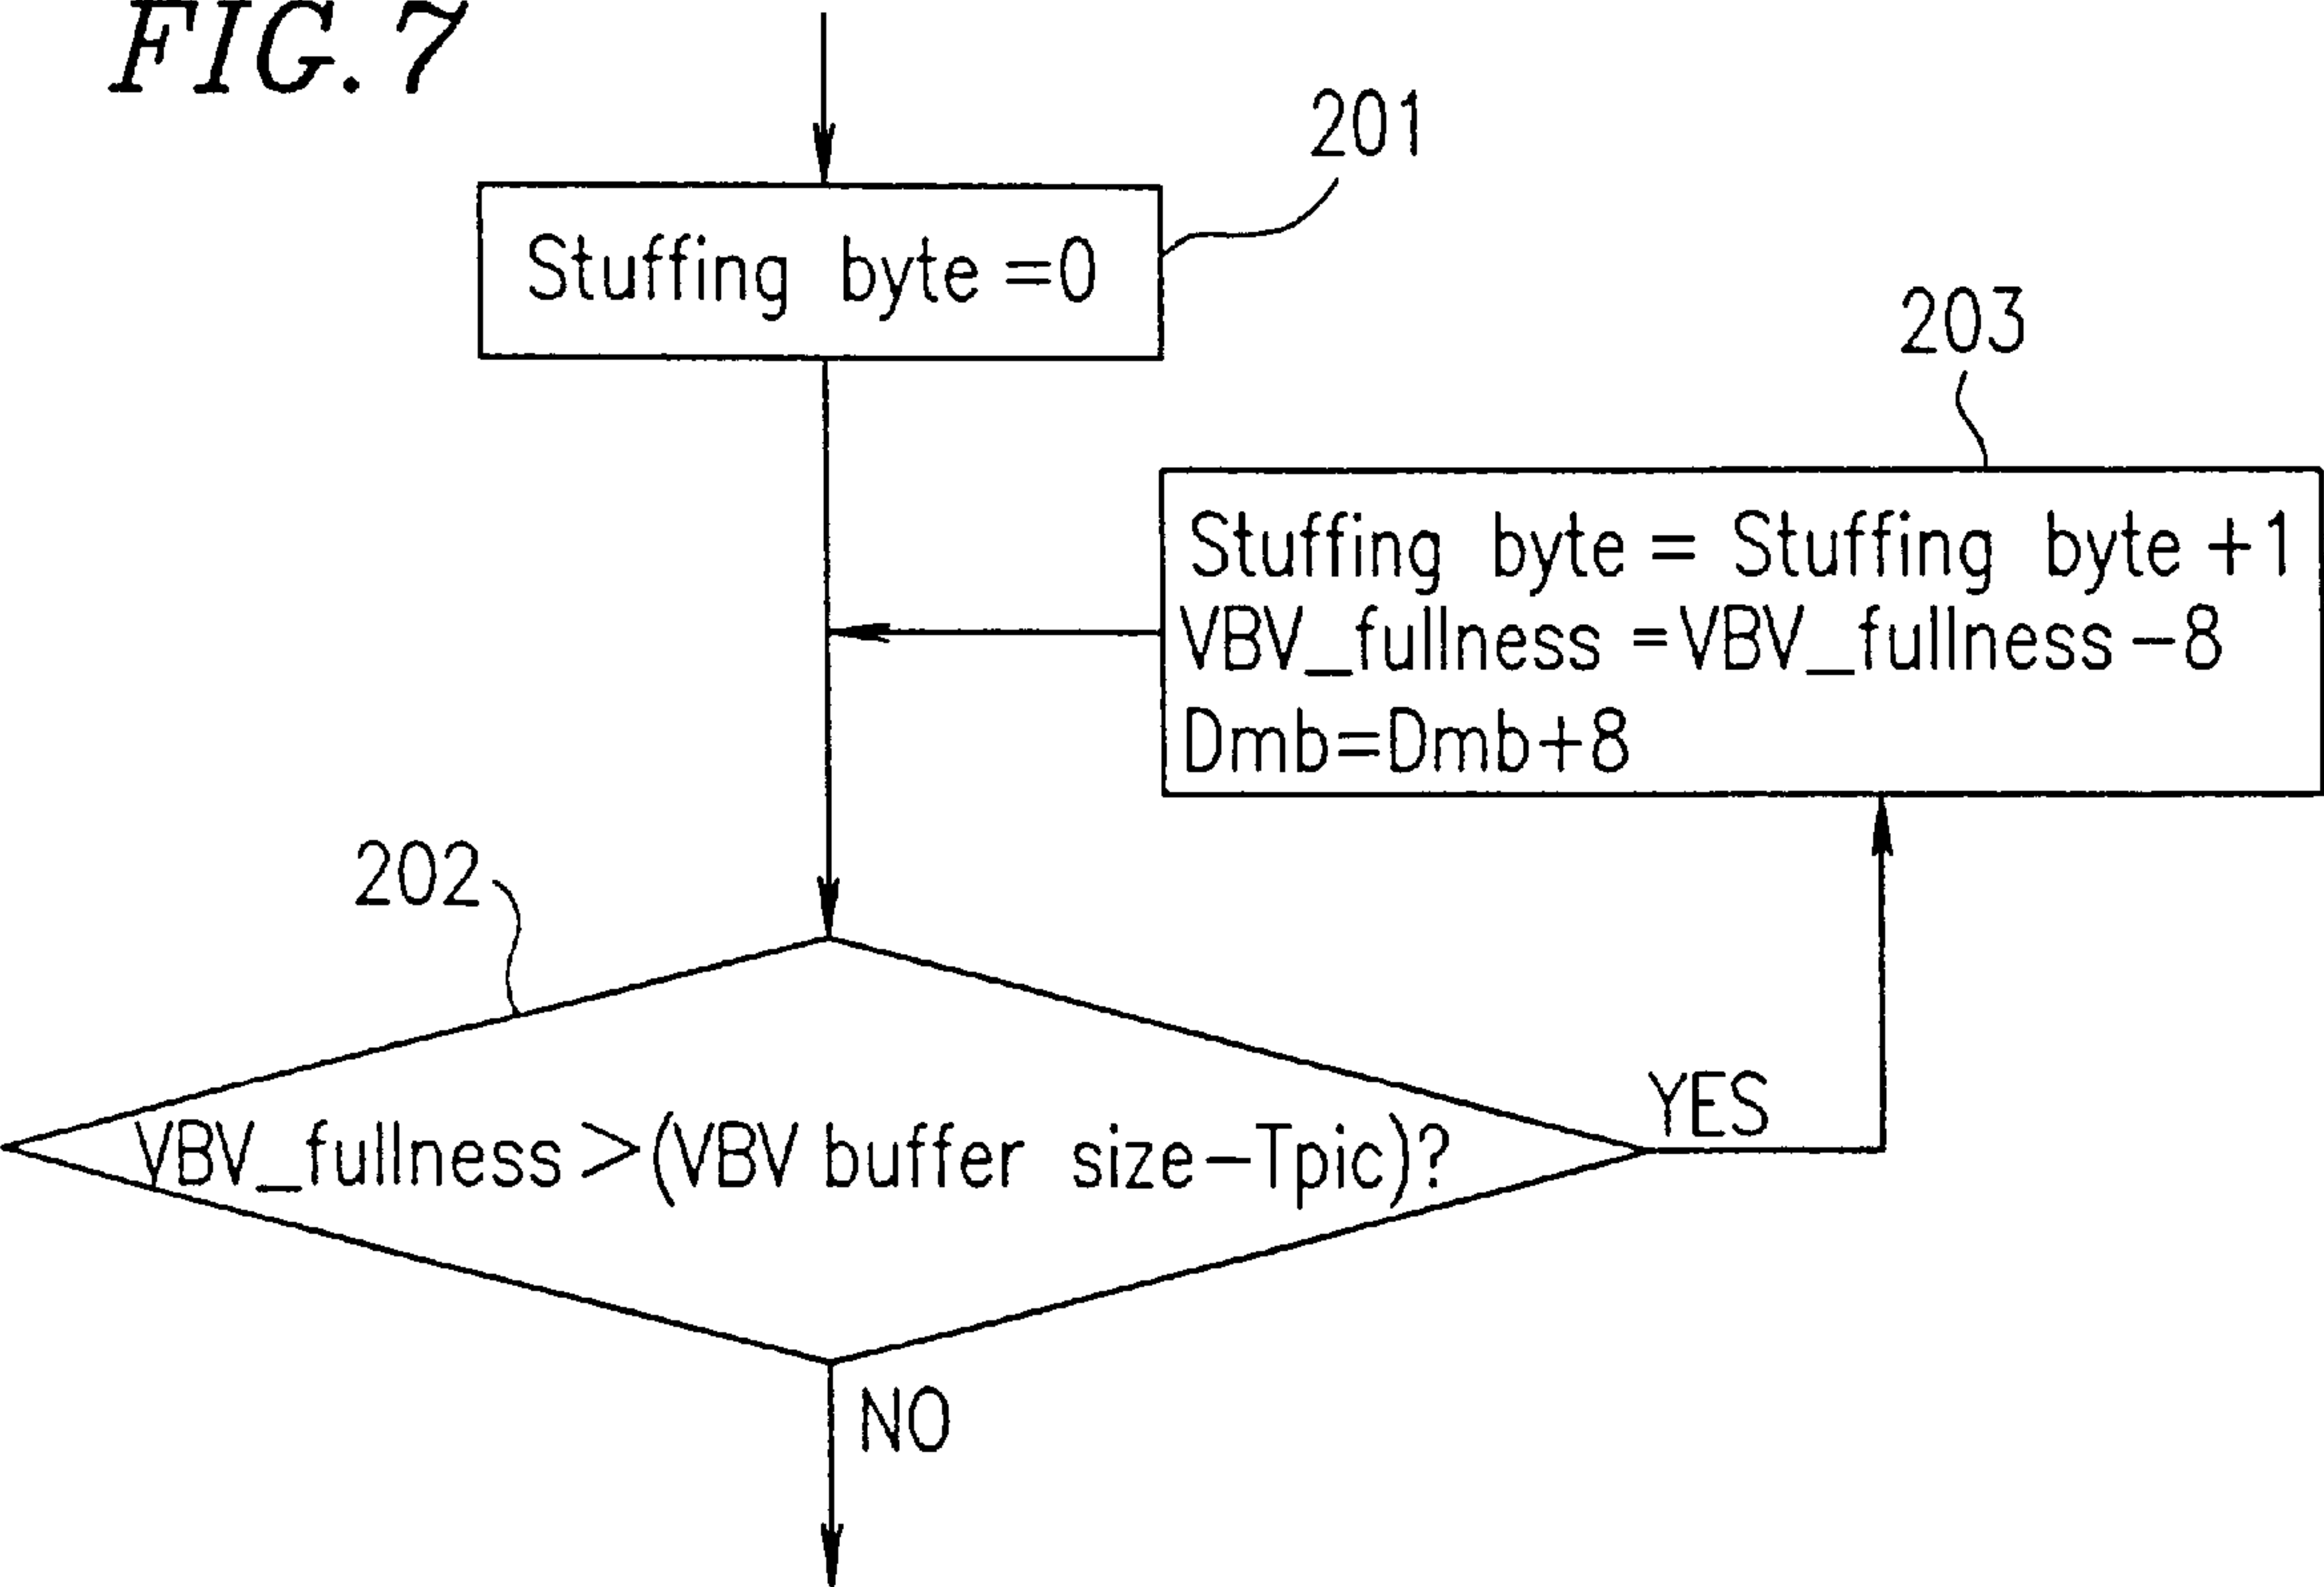 FIG. 7
201
Stuffing byte =0
203
Stuffing byte = Stuffing byte +1
VBV_fullness =VBV_fullness -8
Dmb=Dmb+8
202
VBV_fullness >(VBV buffer size-Tpic)?
YES
NO